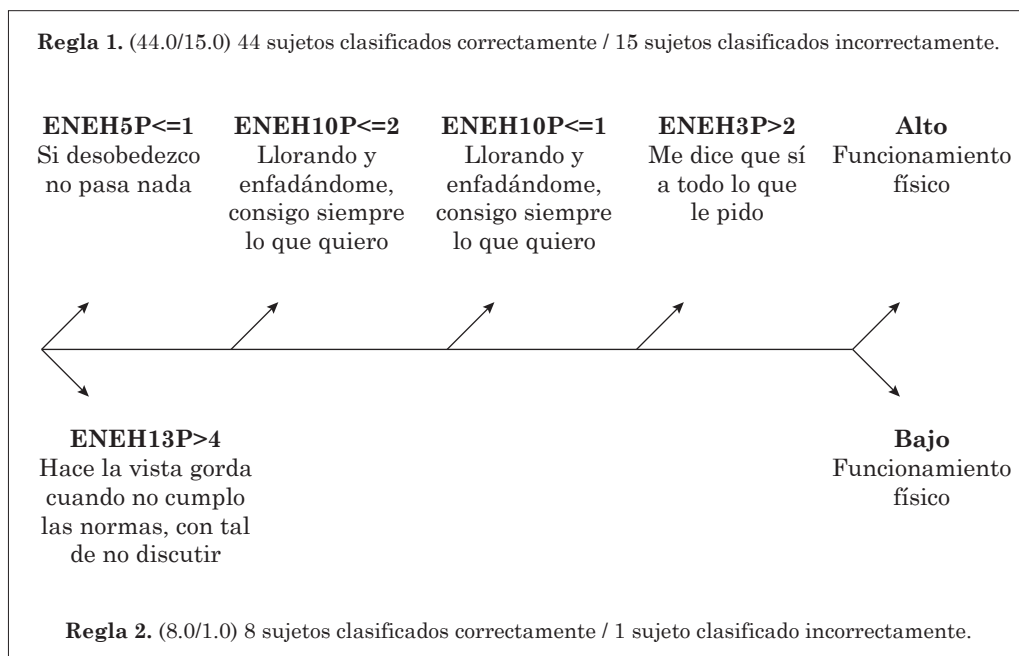 Regla 1. (44.0/15.0) 44 sujetos clasificados correctamente / 15 sujetos clasificados incorrectamente.
ENEH5P<=1
Si desobedezco
no pasa nada
ENEH10P<=2
Llorando y
enfadándome,
consigo siempre
lo que quiero
ENEH10P<=1
Llorando y
enfadándome,
consigo siempre
lo que quiero
ENEH3P>2
Me dice que sí
a todo lo que
le pido
Alto
Funcionamiento
físico
ENEH13P>4
Hace la vista gorda
cuando no cumplo
las normas, con tal
de no discutir
Bajo
Funcionamiento
físico
Regla 2. (8.0/1.0) 8 sujetos clasificados correctamente / 1 sujeto clasificado incorrectamente.